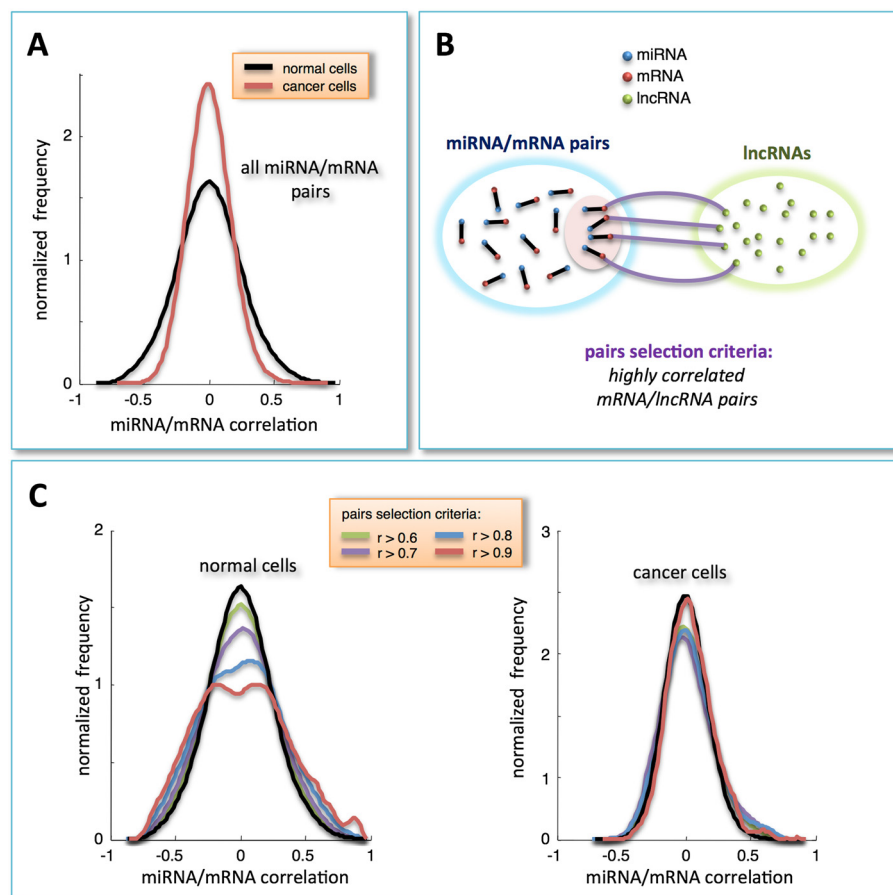 A
normal cells
cancer cells
all miRNA/mRNA
pairs
normalized frequency
2
1
0
-1
-0.5
0
0.5
1
miRNA/mRNA correlation
B
miRNA
mRNA
lncRNA
miRNA/mRNA pairs
lncRNAs
pairs selection criteria:
highly correlated
mRNA/lncRNA pairs
C
pairs selection criteria:
r > 0.6
r > 0.8
r > 0.7
r > 0.9
normal cells
normalized frequency
2
1
0
-1
-0.5
0
0.5
1
miRNA/mRNA correlation
cancer cells
normalized frequency
3
2
1
0
-1
-0.5
0
0.5
1
miRNA/mRNA correlation